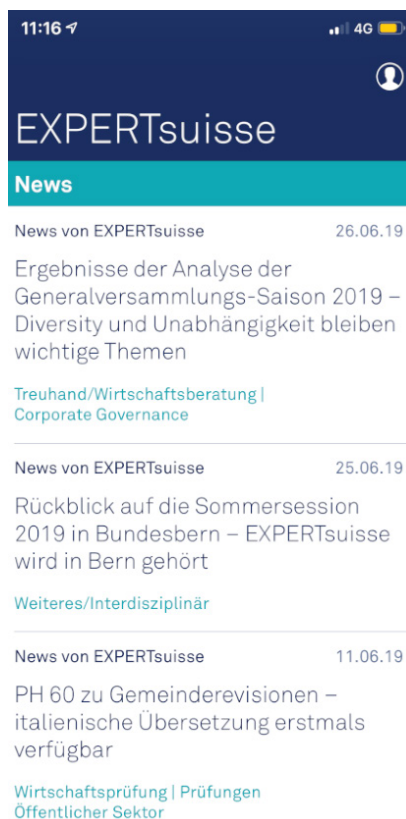 11:16 4G
EXPERTsuisse
News
News von EXPERTsuisse 26.06.19
Ergebnisse der Analyse der
Generalversammlungs-Saison 2019 –
Diversity und Unabhängigkeit bleiben
wichtige Themen
Treuhand/Wirtschaftsberatung |
Corporate Governance
News von EXPERTsuisse 25.06.19
Rückblick auf die Sommersession
2019 in Bundesbern – EXPERTsuisse
wird in Bern gehört
Weiteres/Interdisziplinär
News von EXPERTsuisse 11.06.19
PH 60 zu Gemeinderevisionen –
italienische Übersetzung erstmals
verfügbar
Wirtschaftsprüfung | Prüfungen
Öffentlicher Sektor